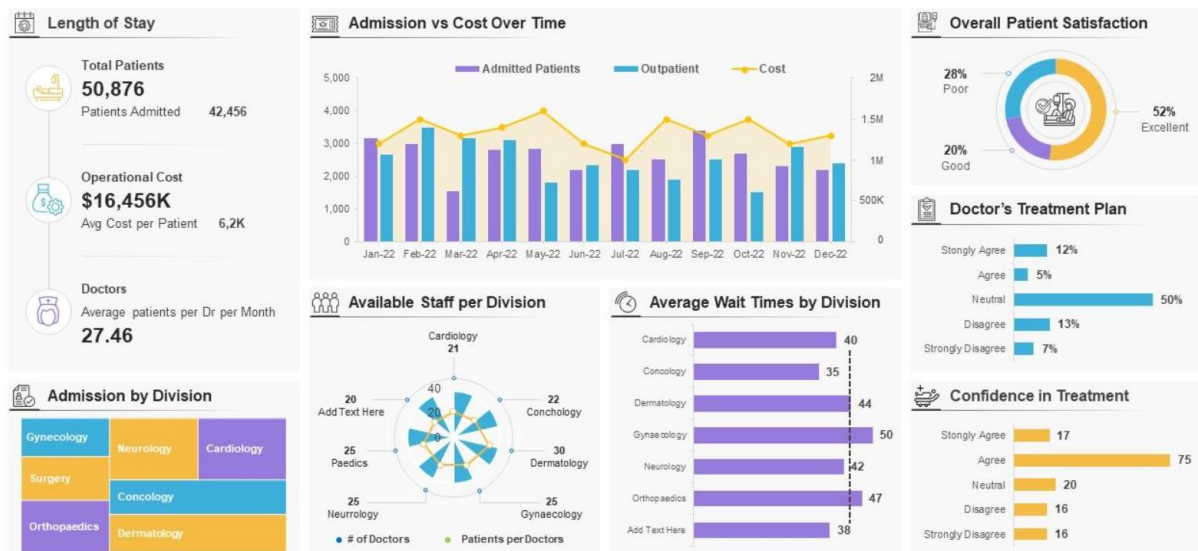 Length of Stay
Total Patients
50,876
Patients Admitted 42,456
Operational Cost
$16,456K
Avg Cost per Patient 6,2K
Doctors
Average patients per Dr per Month
27.46
Admission vs Cost Over Time
Admitted Patients Outpatient Cost
5,000 2M
4,000 1.5M
3,000 1M
2,000 500K
1,000
0 0
Jan-22 Feb-22 Mar-22 Apr-22 May-22 Jun-22 Jul-22 Aug-22 Sep-22 Oct-22 Nov-22 Dec-22
Overall Patient Satisfaction
28%
Poor
52%
Excellent
20%
Good
Doctor's Treatment Plan
Stongly Agree 12%
Agree 5%
Neutral 50%
Disagree 13%
Strongly Disagree 7%
Admission by Division
Gynecology
Neurology
Cardiology
Surgery
Concology
Orthopaedics
Dermatology
Available Staff per Division
Cardiology
21
40
20
0
20
Add Text Here
22
Conchology
25
Paedics
30
Dermatology
25
Neurrology
25
Gynaecology
# of Doctors Patients perDoctors
Average Wait Times by Division
Cardiology 40
Concology 35
Dermatology 44
Gynaecology 50
Neurology 42
Orthopaedics 47
Add Text Here 38
Confidence in Treatment
Stongly Agree 17
Agree 75
Neutral 20
Disagree 16
Strongly Disagree 16